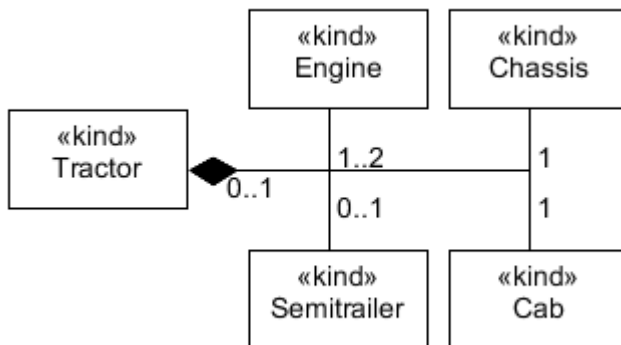 «kind»
Engine
«kind»
Chassis
«kind»
Tractor
1..2
1
0..1
0..1
1
«kind»
Semitrailer
«kind»
Cab